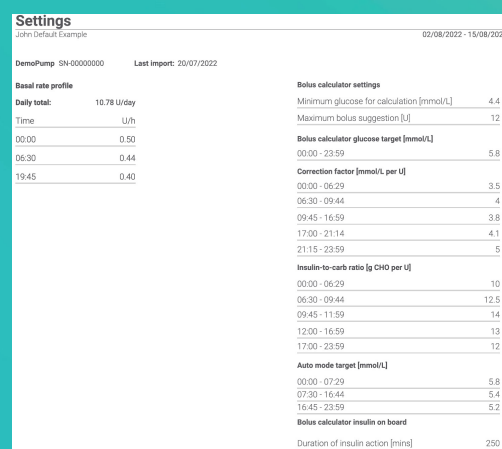 Settings
John Default Example
02/08/2022 - 15/08/202
DemoPump SN-00000000 Last import: 20/07/2022
Basal rate profile
Daily total: 10.78 U/day
Time U/h
00:00 0.50
06:30 0.44
19:45 0.40
Bolus calculator settings
Minimum glucose for calculation [mmol/L] 4.4
Maximum bolus suggestion [U] 12
Bolus calculator glucose target [mmol/L]
00:00 - 23:59 5.8
Correction factor [mmol/L per U]
00:00 - 06:29 3.5
06:30 - 09:44 4
09:45 - 16:59 3.8
17:00 - 21:14 4.1
21:15 - 23:59 5
Insulin-to-carb ratio [g CHO per U]
00:00 - 06:29 10
06:30 - 09:44 12.5
09:45 - 11:59 14
12:00 - 16:59 13
17:00 - 23:59 12
Auto mode target [mmol/L]
00:00 - 07:29 5.8
07:30 - 16:44 5.4
16:45 - 23:59 5.2
Bolus calculator insulin on board
Duration of insulin action [mins] 250